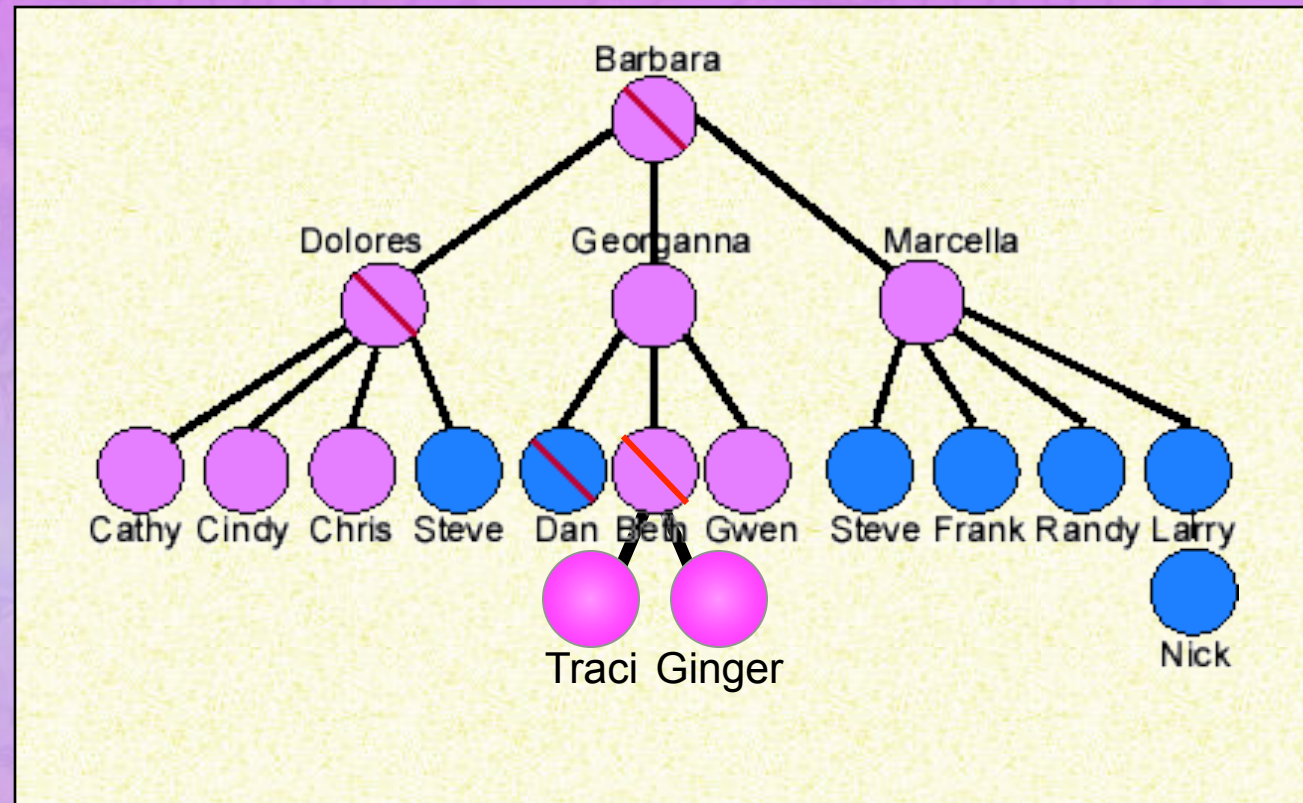 Barbara
Dolores Georganna Marcella
Cathy Cindy Chris Steve Dan Beth Gwen Steve Frank Randy Larry
Traci Ginger Nick